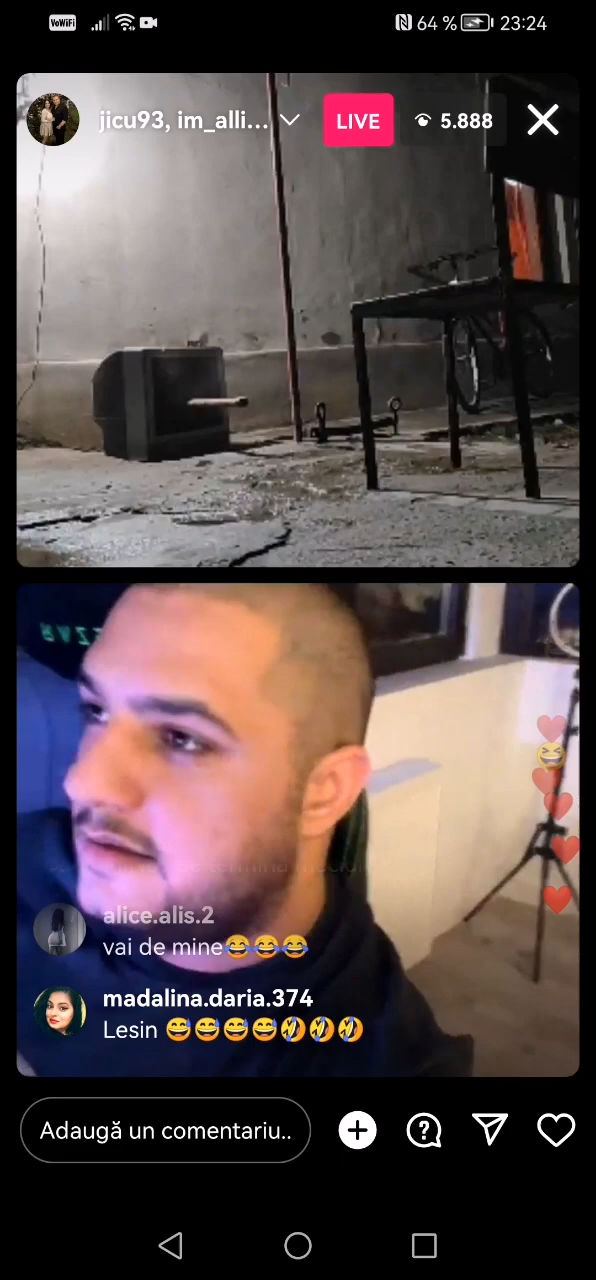 VoWiFi
64 %
23:24
jicu93, im_alli...
LIVE
5.888
alice.alis.2
vai de mine😂😂😂
madalina.daria.374
Lesin 😅😅😅😅🤣🤣🤣
Adaugă un comentariu..